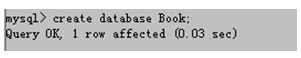 mysql> create database Book;
Query OK, 1 row affected (0.03 sec)